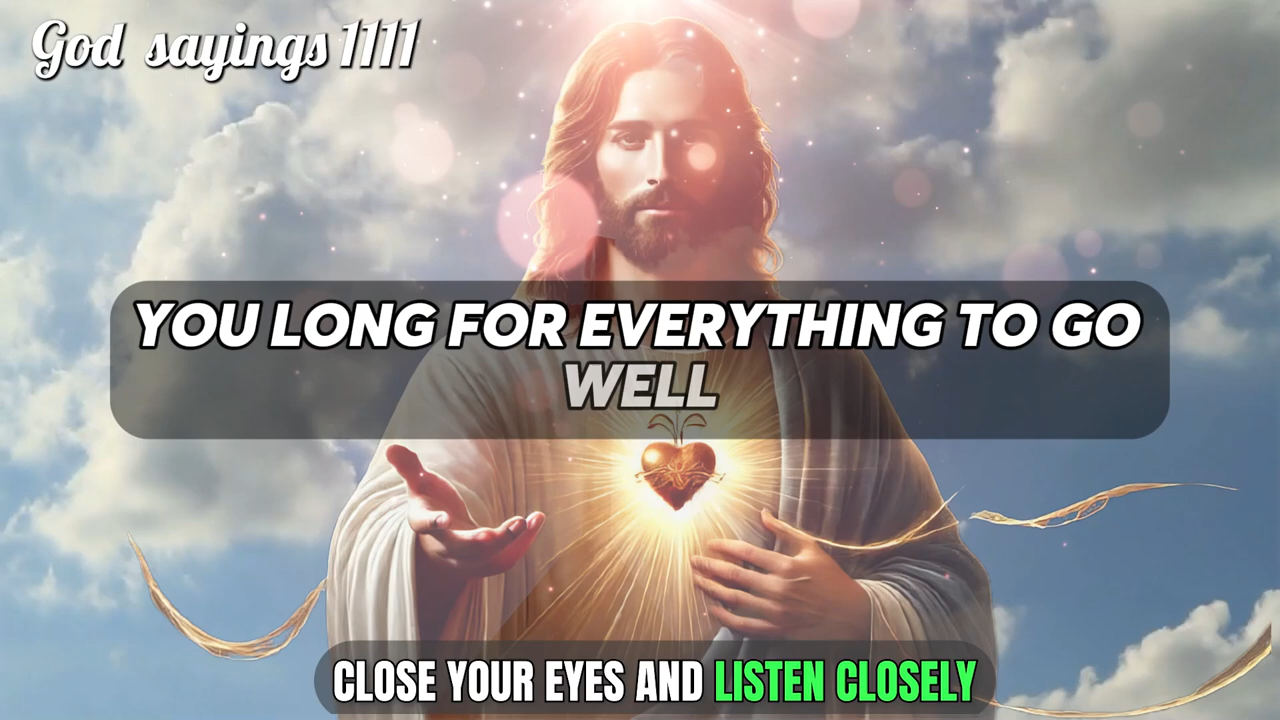 God sayings 1111
YOU LONG FOR EVERYTHING TO GO
WELL
CLOSE YOUR EYES AND LISTEN CLOSELY